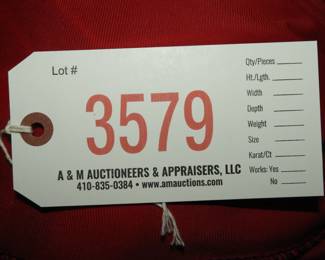 Lot #
3579
A & M AUCTIONEERS & APPRAISERS, LLC
410-835-0384 • www.amauctions.com
Qty/Pieces
Ht./Lgth.
Width
Depth
Weight
Size
Karat/Ct
Works: Yes
No